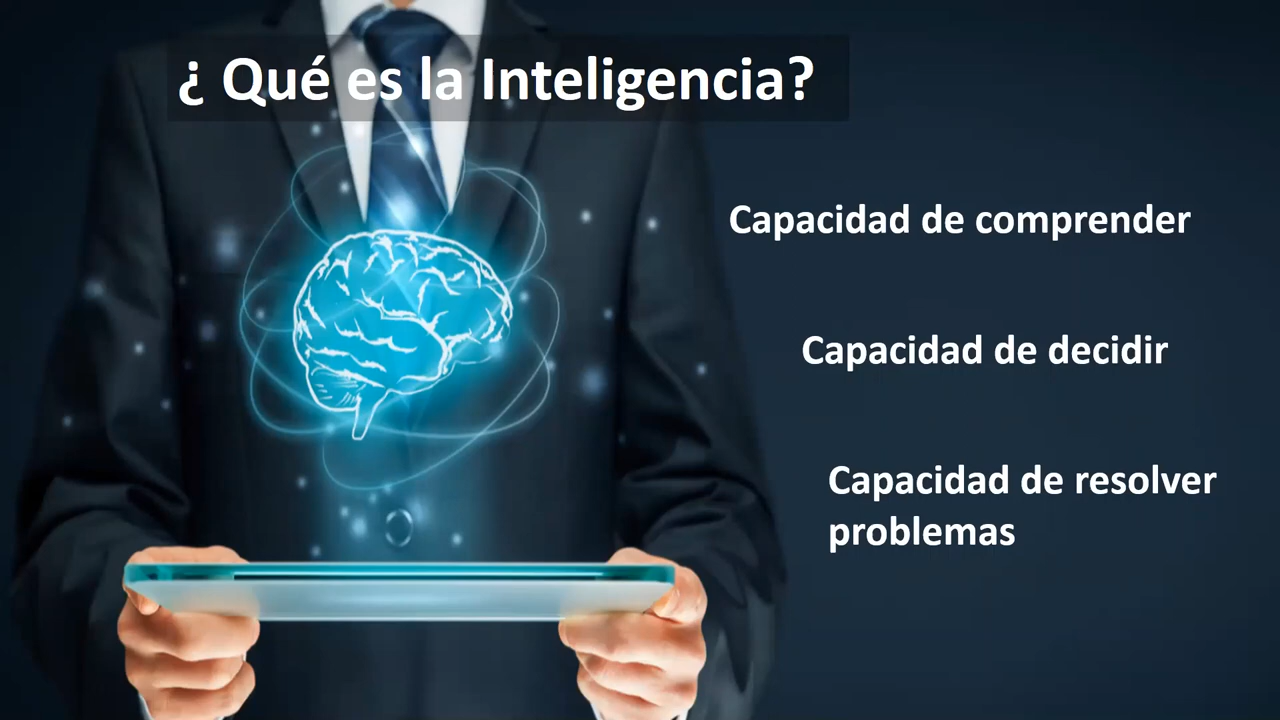 ¿ Qué es la Inteligencia?
Capacidad de comprender
Capacidad de decidir
Capacidad de resolver
problemas